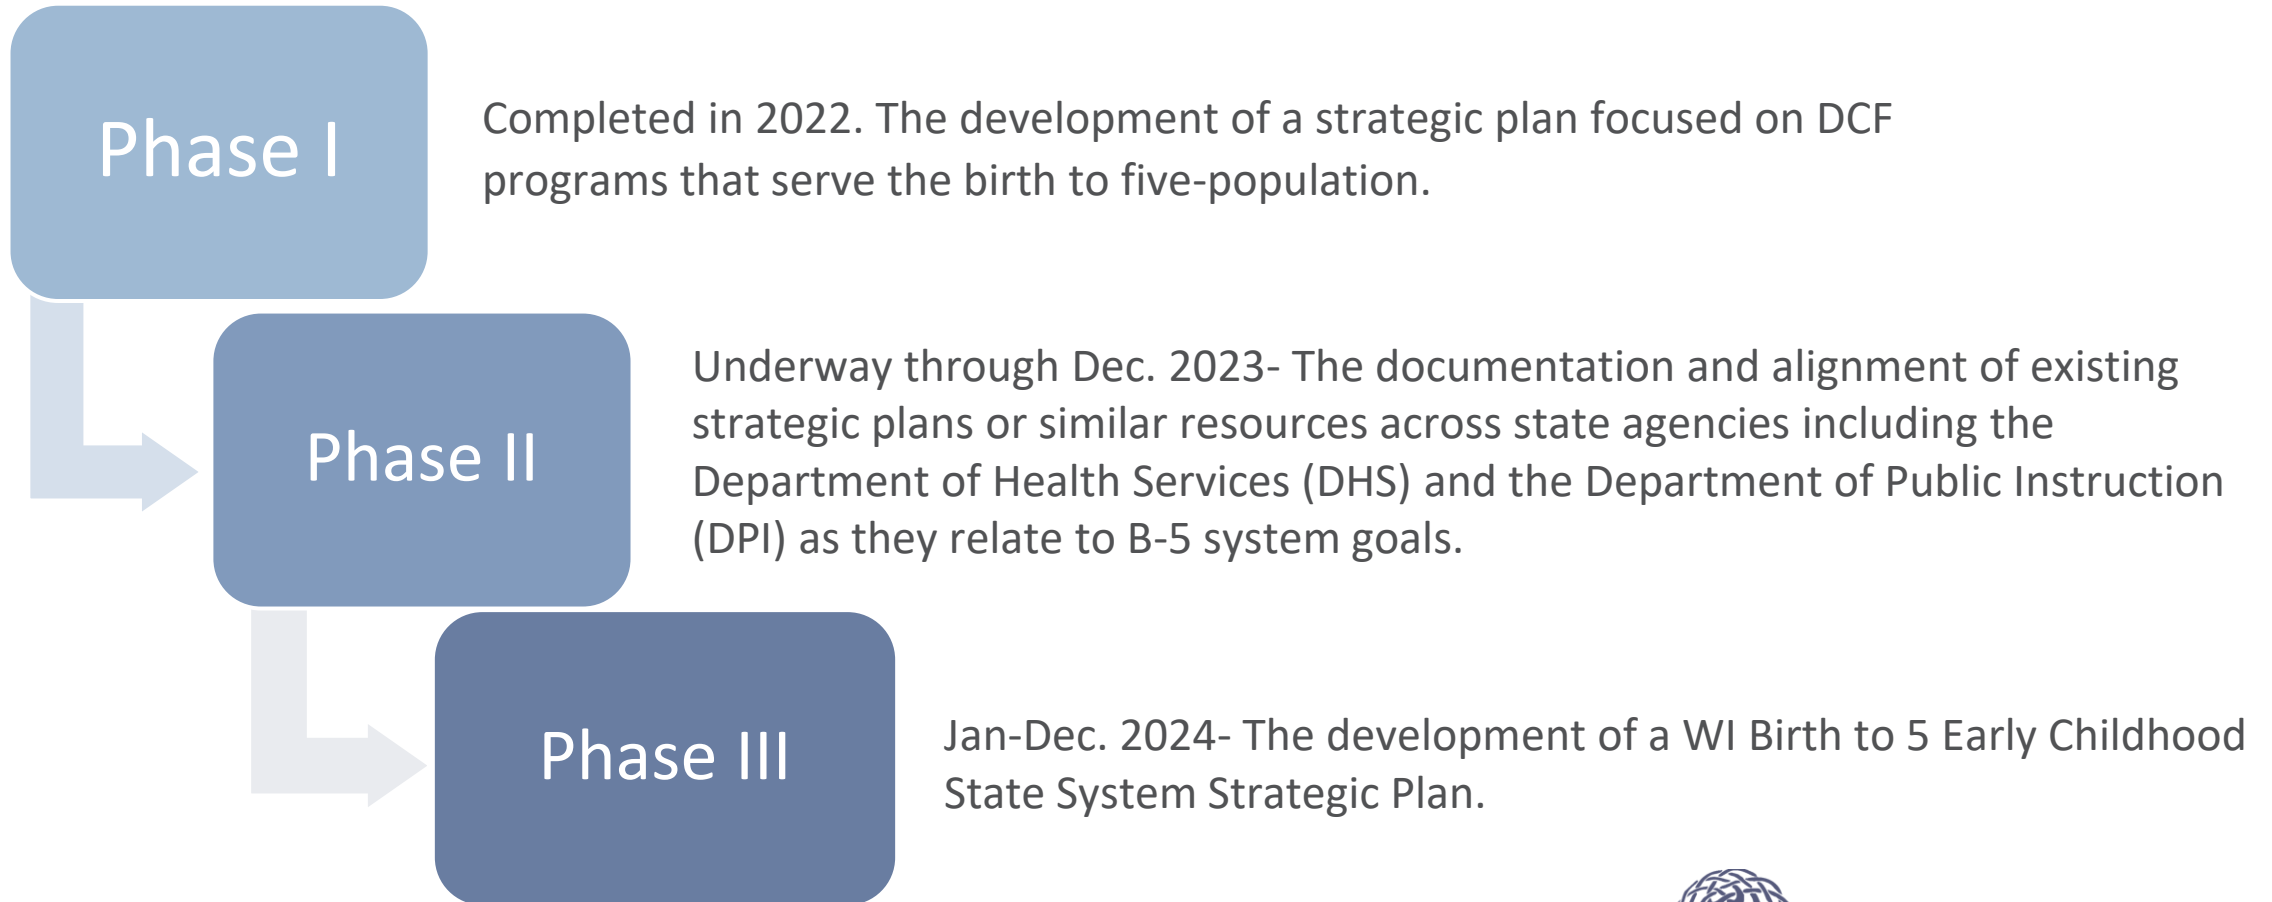 Phase I
Completed in 2022. The development of a strategic plan focused on DCF
programs that serve the birth to five-population.
Phase II
Underway through Dec. 2023- The documentation and alignment of existing
strategic plans or similar resources across state agencies including the
Department of Health Services (DHS) and the Department of Public Instruction
(DPI) as they relate to B-5 system goals.
Phase III
Jan-Dec. 2024- The development of a WI Birth to 5 Early Childhood
State System Strategic Plan.